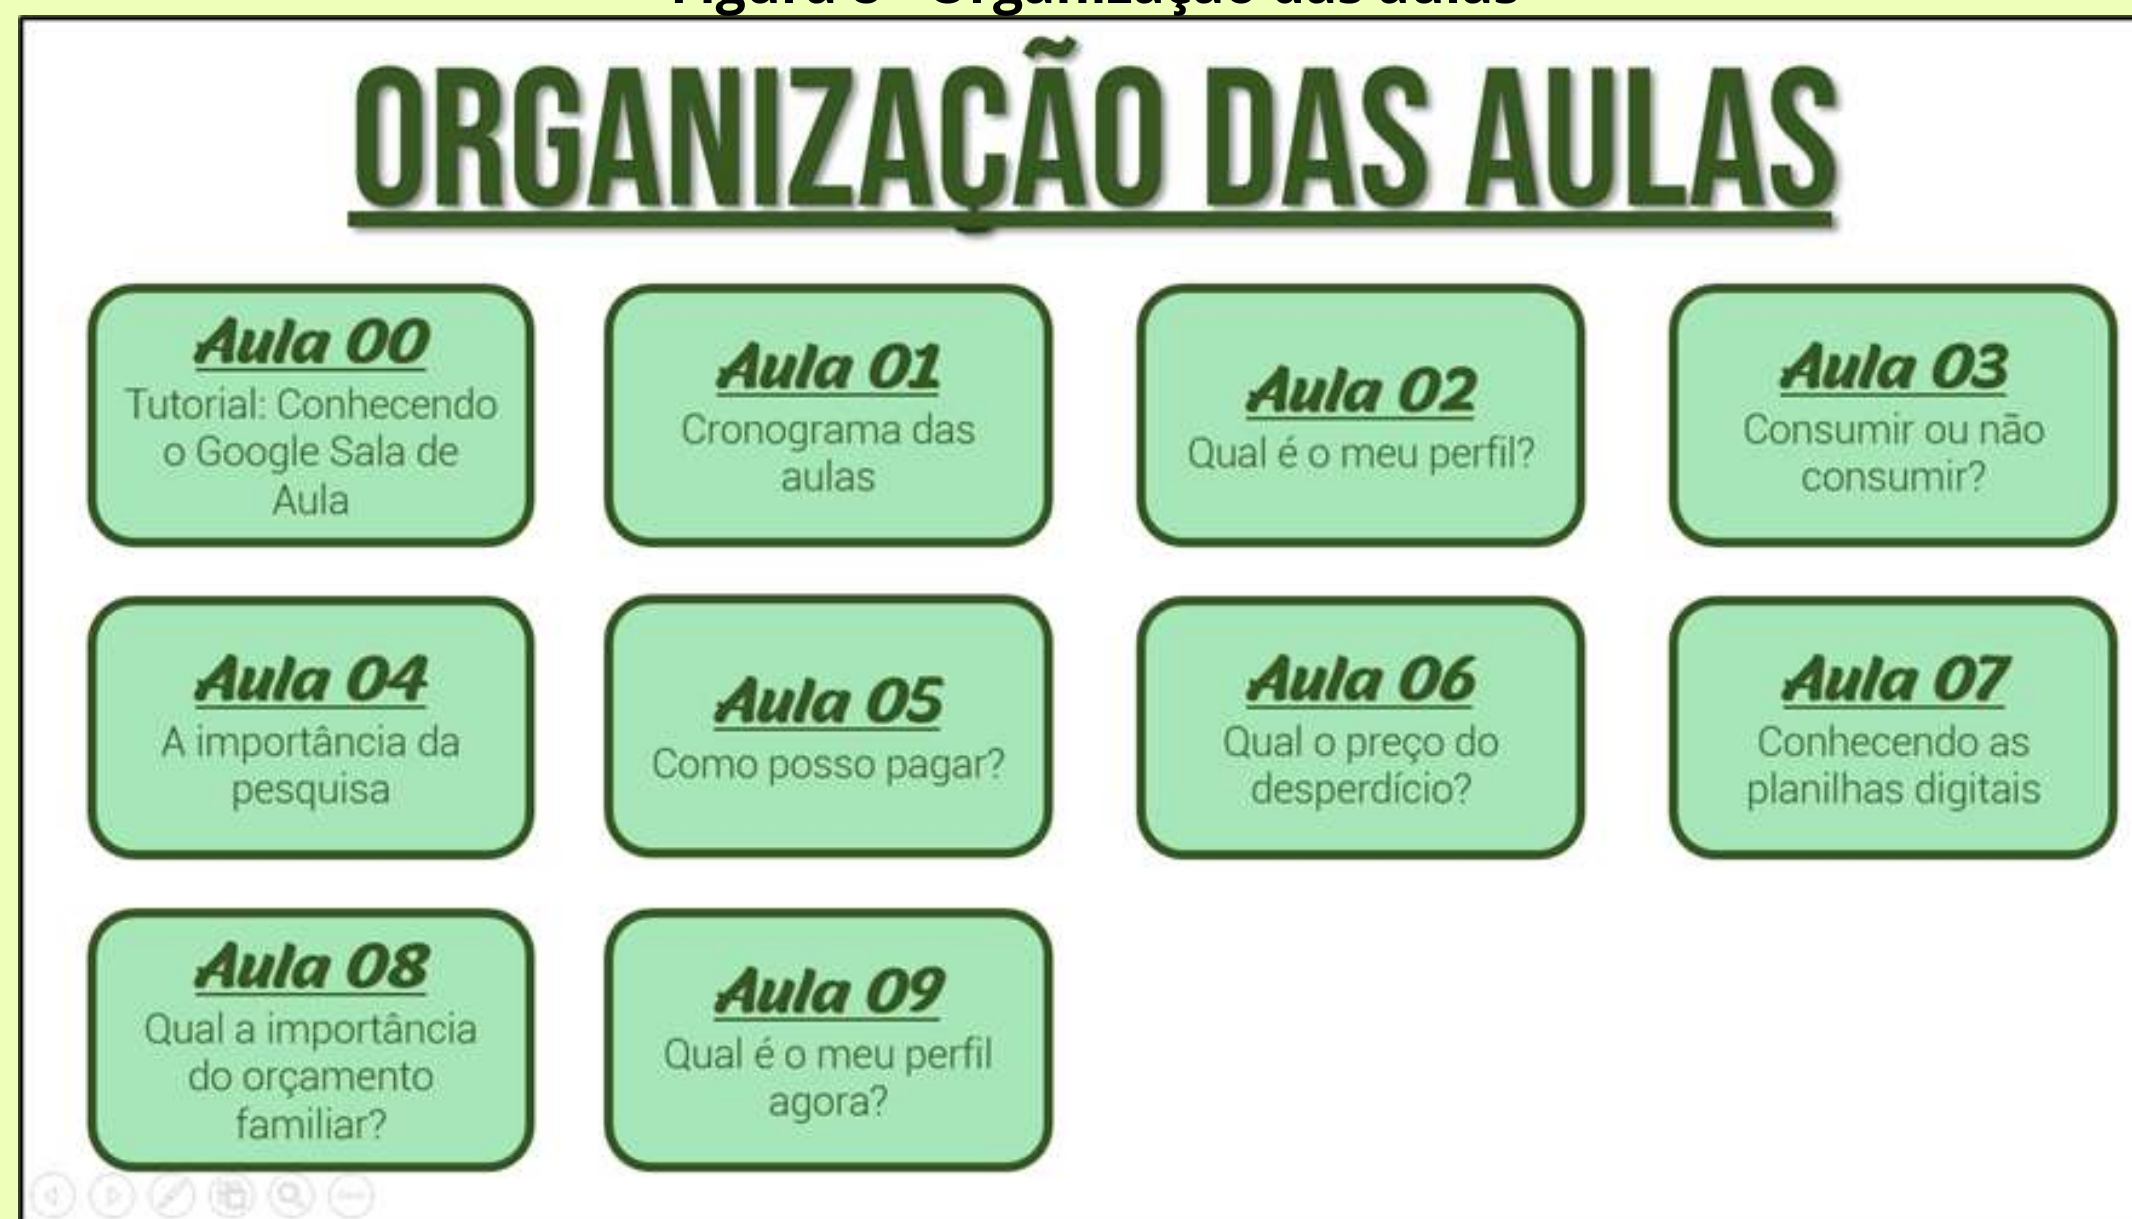 Organização das aulas
ORGANIZAÇÃO DAS AULAS
Aula 00
Tutorial: Conhecendo
o Google Sala de
Aula
Aula 01
Cronograma das
aulas
Aula 02
Qual é o meu perfil?
Aula 03
Consumir ou não
consumir?
Aula 04
A importância da
pesquisa
Aula 05
Como posso pagar?
Aula 06
Qual o preço do
desperdício?
Aula 07
Conhecendo as
planilhas digitais
Aula 08
Qual a importância
do orçamento
familiar?
Aula 09
Qual é o meu perfil
agora?